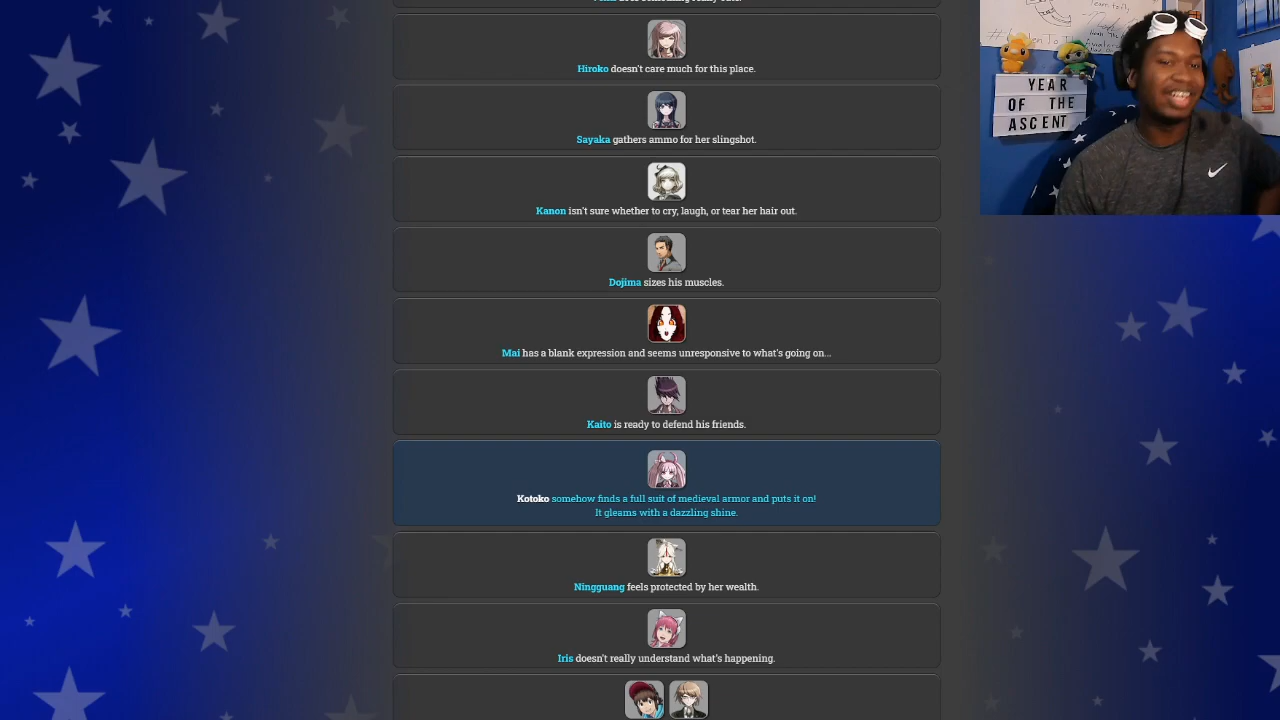 Hiroko doesn't care much for this place.
Sayaka gathers ammo for her slingshot.
Kanon isn't sure whether to cry, laugh, or tear her hair out.
Dojima sizes his muscles.
Mai has a blank expression and seems unresponsive to what's going on...
Kaito is ready to defend his friends.
Kotoko somehow finds a full suit of medieval armor and puts it on!
It gleams with a dazzling shine.
Ningguang feels protected by her wealth.
Iris doesn't really understand what's happening.
YEAR
OF THE
ASCENT